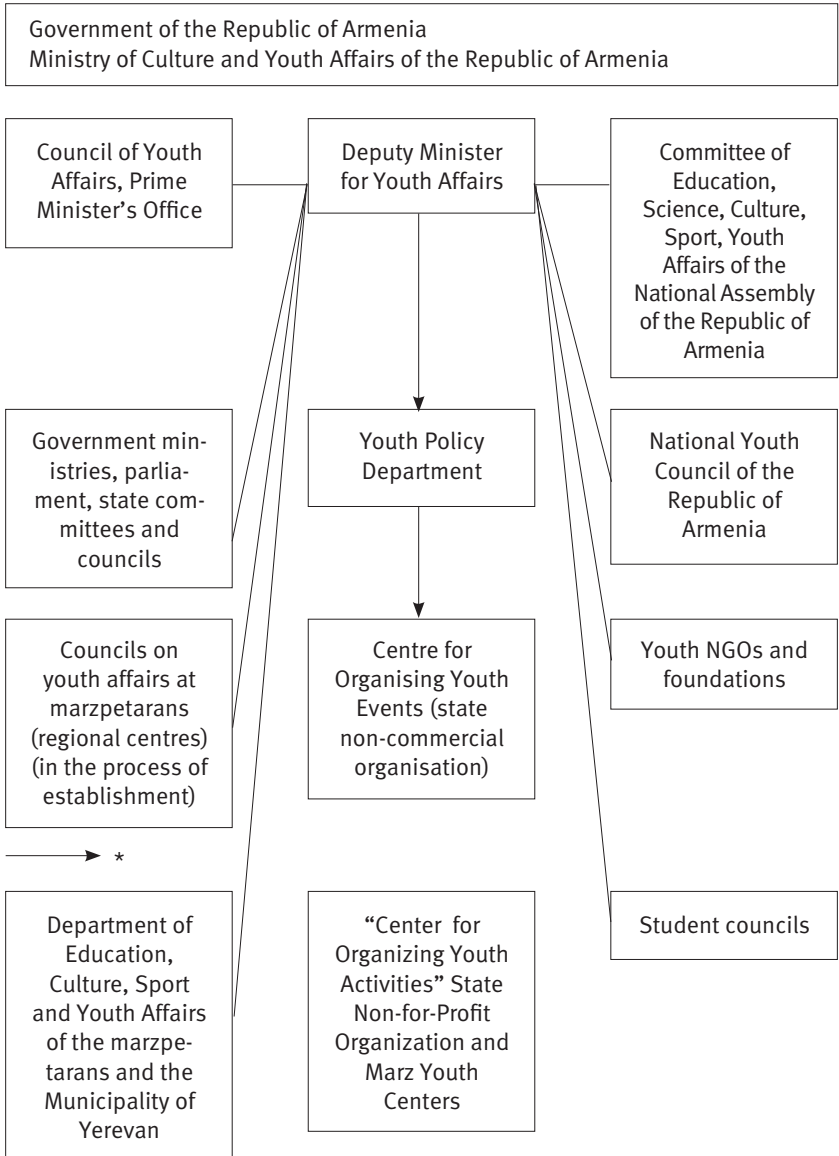 Government of the Republic of Armenia
Ministry of Culture and Youth Affairs of the Republic of Armenia
Council of Youth
Affairs, Prime
Minister’s Office
Deputy Minister
for Youth Affairs
Committee of
Education,
Science, Culture,
Sport, Youth
Affairs of the
National Assembly
of the Republic of
Armenia
Government min-
istries, parlia-
ment, state com-
mittees and
councils
Youth Policy
Department
National Youth
Council of the
Republic of
Armenia
Councils on
youth affairs at
marzpetarans
(regional centres)
(in the process of
establishment)
Centre for
Organising Youth
Events (state
non-commercial
organisation)
Youth NGOs and
foundations
*
Department of
Education,
Culture, Sport
and Youth Affairs
of the marzpe-
tarans and the
Municipality of
Yerevan
“Center for
Organizing Youth
Activities” State
Non-for-Profit
Organization and
Marz Youth
Centers
Student councils